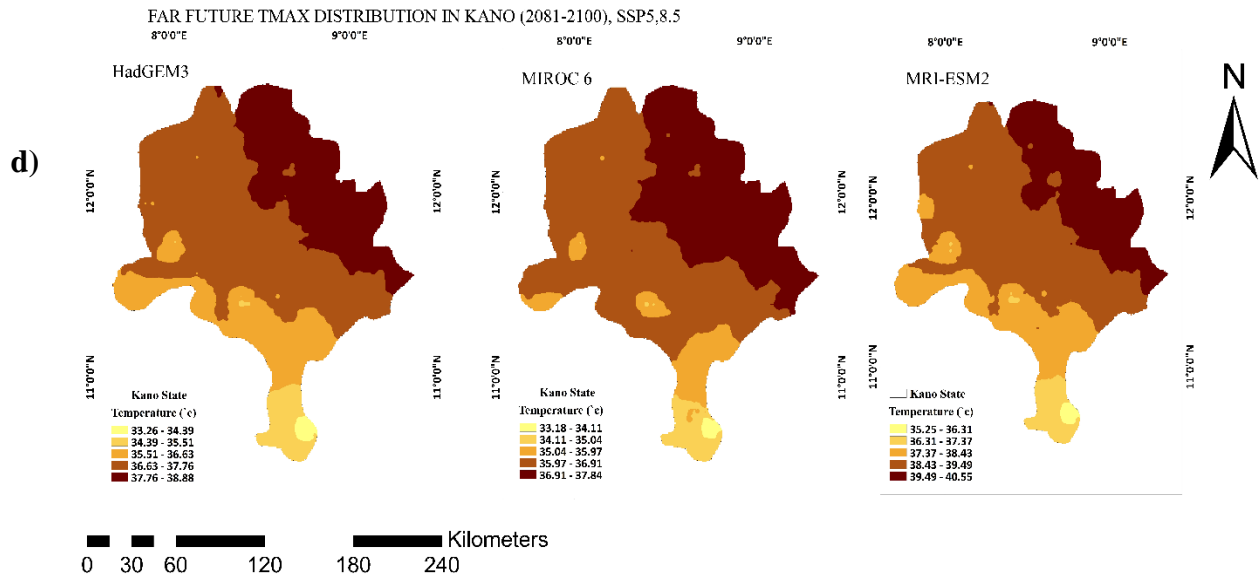 FAR FUTURE TMAX DISTRIBUTION IN KANO (2081-2100), SSP5,8.5
8°0'0"E 9°0'0"E 8°0'0"E 9°0'0"E 8°0'0"E 9°0'0"E
HadGEM3
MIROC 6
MRI-ESM2
N
d)
12°0'0"N 12°0'0"N 12°0'0"N 12°0'0"N 12°0'0"N 12°0'0"N
11°0'0"N 11°0'0"N 11°0'0"N 11°0'0"N 11°0'0"N 11°0'0"N
Kano State
Temperature (°c)
33.26 - 34.39
34.39 - 35.51
35.51 - 36.63
36.63 - 37.76
37.76 - 38.88
Kano State
Temperature (°c)
33.18 - 34.11
34.11 - 35.04
35.04 - 35.97
35.97 - 36.91
36.91 - 37.84
Kano State
Temperature (°c)
35.25 - 36.31
36.31 - 37.37
37.37 - 38.43
38.43 - 39.49
39.49 - 40.55
Kilometers
0 30 60 120 180 240